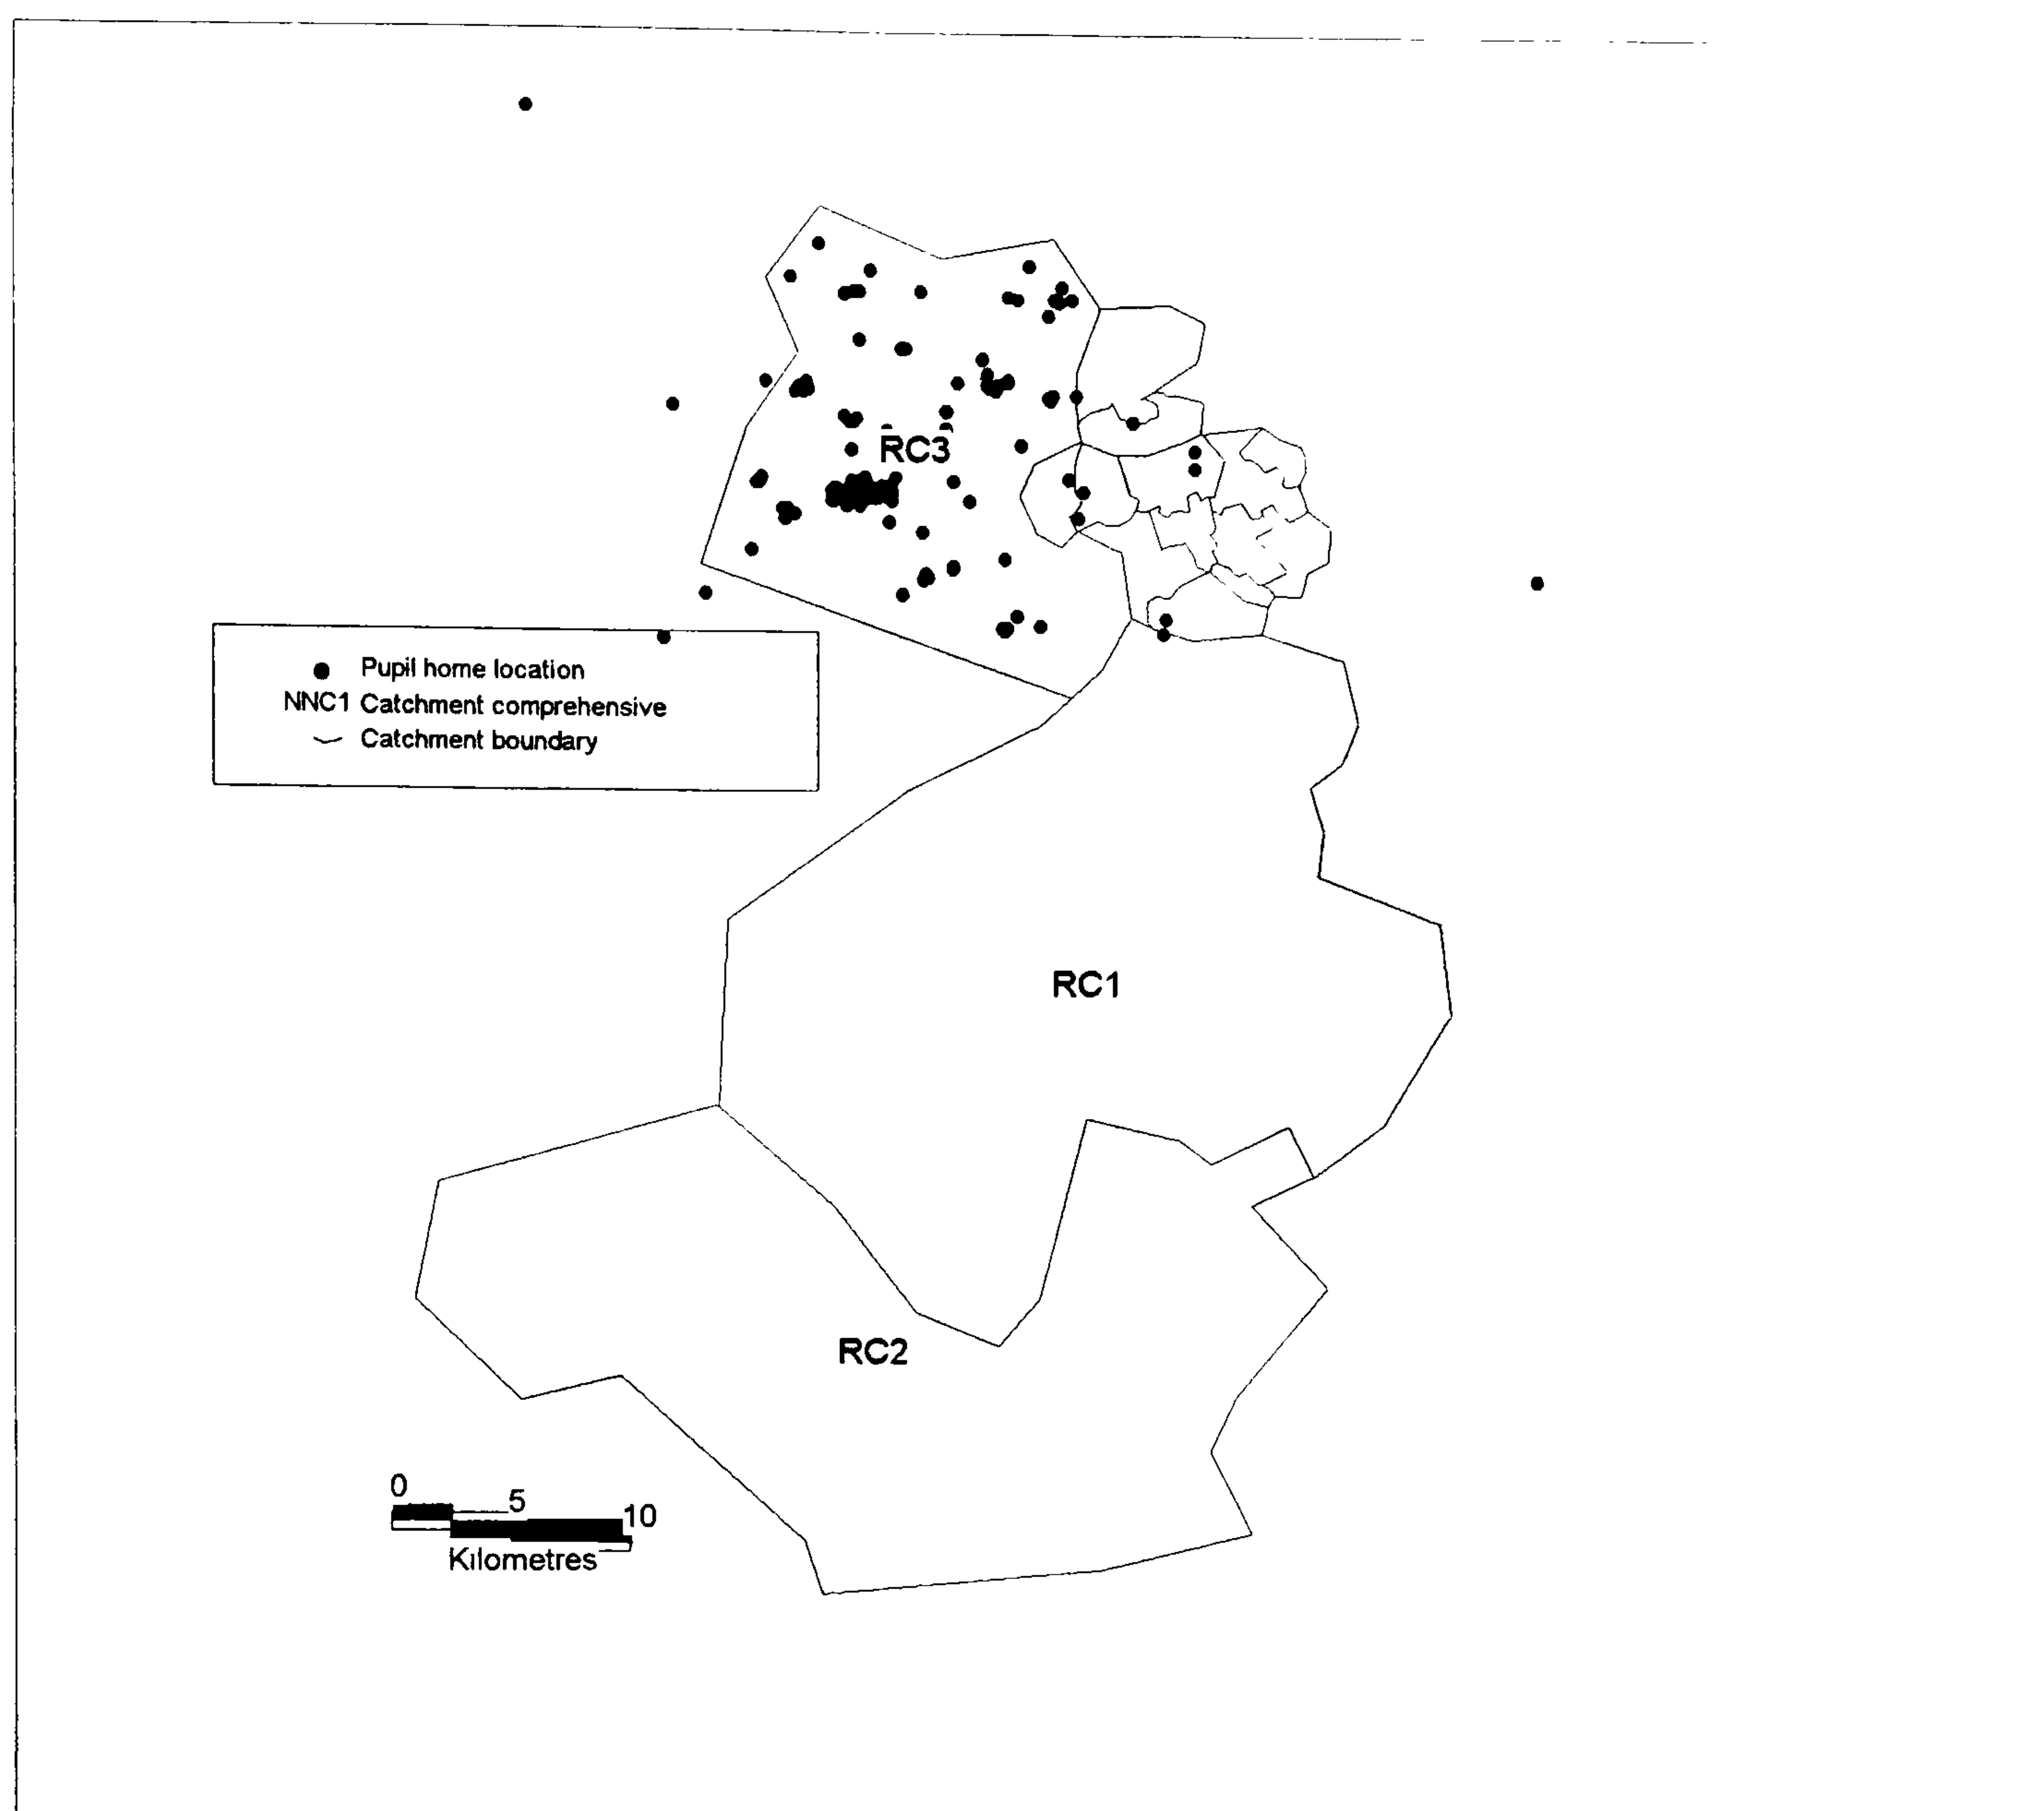 RC3
Pupil home location
NNC1 Catchment comprehensive
Catchment boundary
RC1
RC2
0 5 10
Kilometres